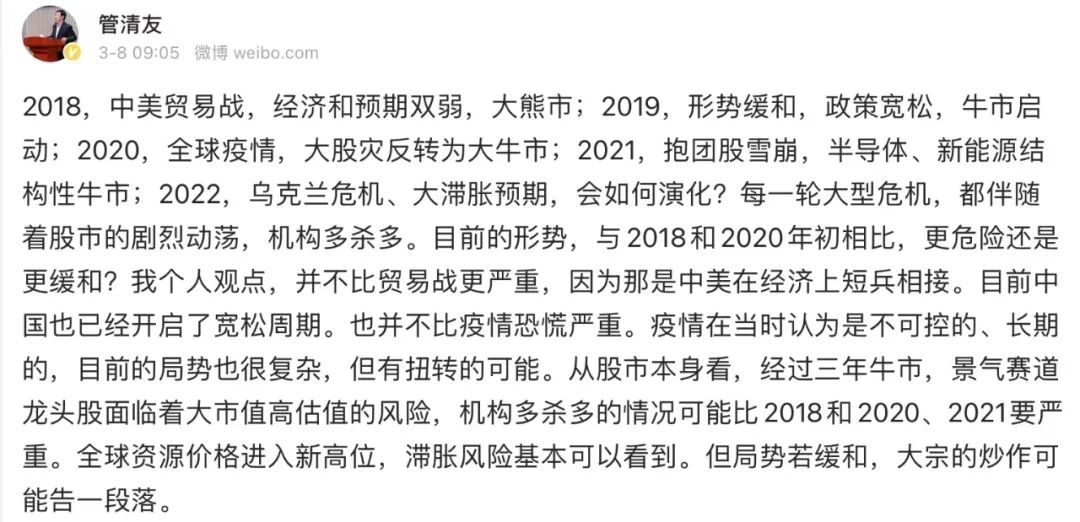 管清友
3-8 09:05 微博 weibo.com
2018，中美贸易战，经济和预期双弱，大熊市；2019，形势缓和，政策宽松，牛市启
动；2020，全球疫情，大股灾反转为大牛市；2021，抱团股雪崩，半导体、新能源结
构性牛市；2022，乌克兰危机、大滞胀预期，会如何演化？每一轮大型危机，都伴随
着股市的剧烈动荡，机构多杀多。目前的形势，与2018和2020年初相比，更危险还是
更缓和？我个人观点，并不比贸易战更严重，因为那是中美在经济上短兵相接。目前中
国也已经开启了宽松周期。也并不比疫情恐慌严重。疫情在当时认为是不可控的、长期
的，目前的局势也很复杂，但有扭转的可能。从股市本身看，经过三年牛市，景气赛道
龙头股面临着大市值高估值的风险，机构多杀多的情况可能比2018和2020、2021要严
重。全球资源价格进入新高位，滞胀风险基本可以看到。但局势若缓和，大宗的炒作可
能告一段落。